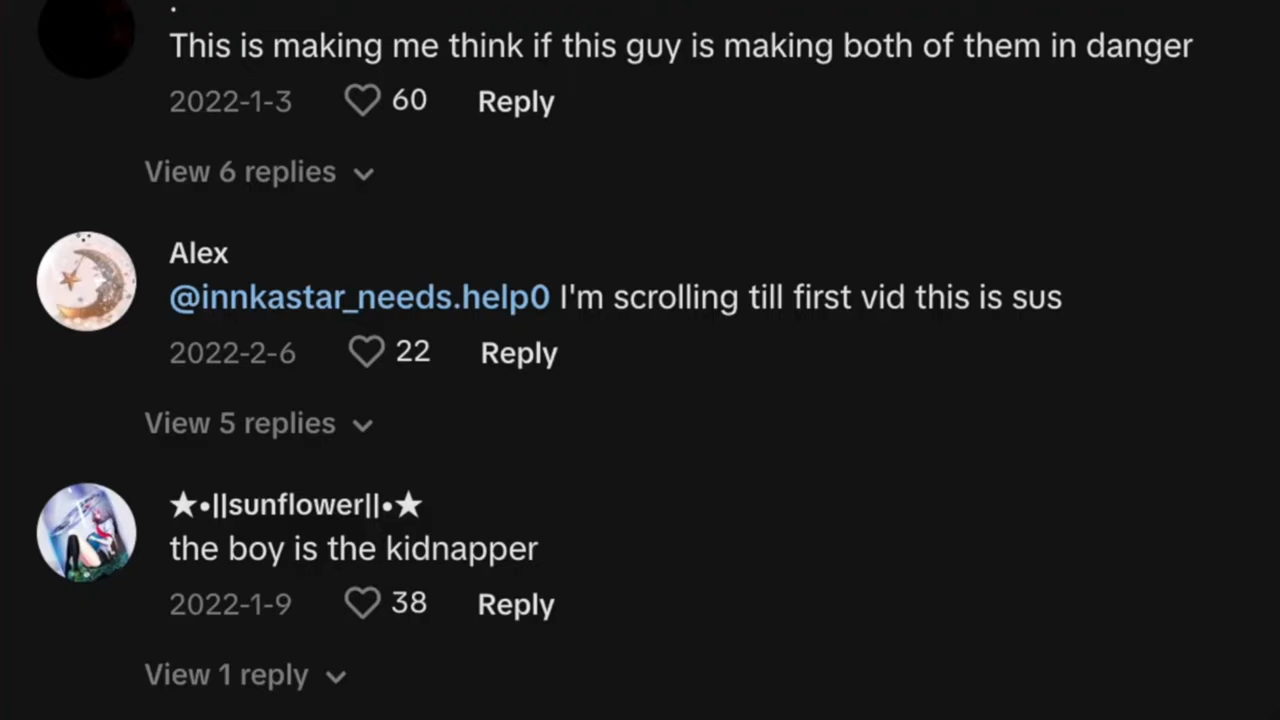 .
This is making me think if this guy is making both of them in danger
2022-1-3 60 Reply
View 6 replies
Alex
@innkastar_needs.help0 I'm scrolling till first vid this is sus
2022-2-6 22 Reply
View 5 replies
★•||sunflower||•★
the boy is the kidnapper
2022-1-9 38 Reply
View 1 reply